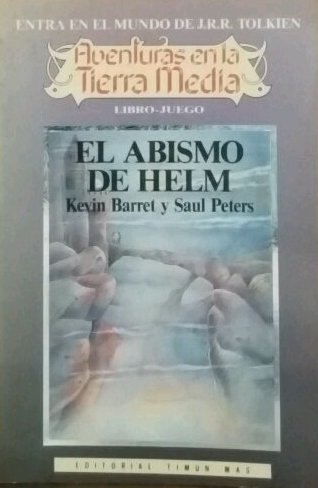 ENTRA EN EL MUNDO DE J.R.R. TOLKIEN
Aventuras en la
Tierra Media
LIBRO-JUEGO
EL ABISMO
DE HELM
Kevin Barret y Saul Peters
EDITORIAL TIMUN MAS